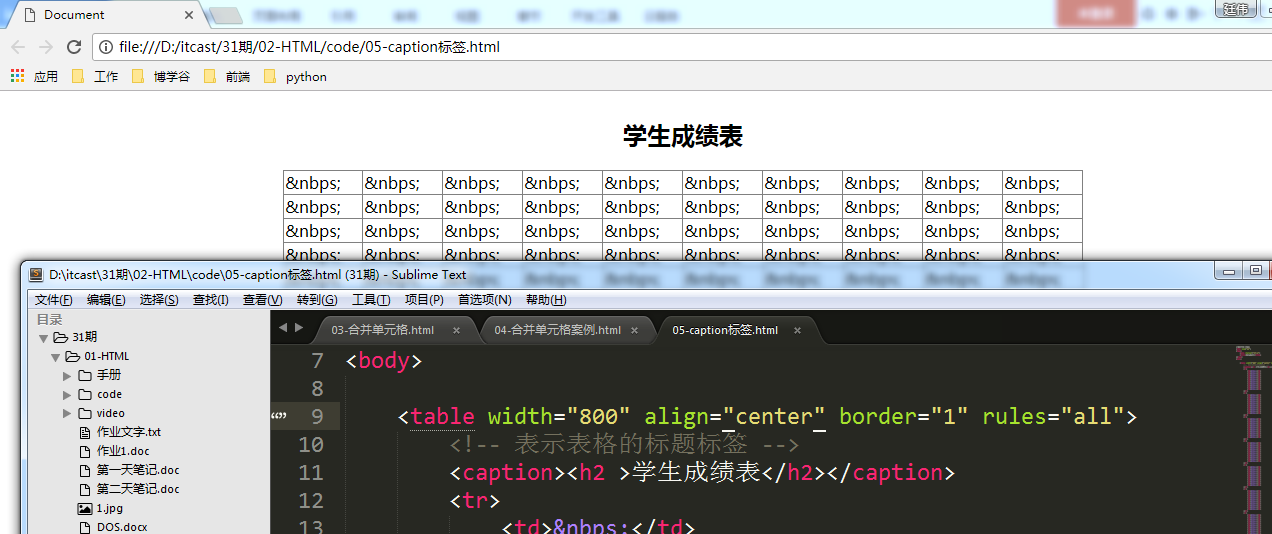 Document
廷伟
file:///D:/itcast/31期/02-HTML/code/05-caption标签.html
应用 工作 博学谷 前端 python
学生成绩表
&nbps; &nbps; &nbps; &nbps; &nbps; &nbps; &nbps; &nbps; &nbps; &nbps;
&nbps; &nbps; &nbps; &nbps; &nbps; &nbps; &nbps; &nbps; &nbps; &nbps;
&nbps; &nbps; &nbps; &nbps; &nbps; &nbps; &nbps; &nbps; &nbps; &nbps;
&nbps; &nbps; &nbps; &nbps; &nbps; &nbps; &nbps; &nbps; &nbps; &nbps;
D:\itcast\31期\02-HTML\code\05-caption标签.html (31期) - Sublime Text
文件(F) 编辑(E) 选择(S) 查找(I) 查看(V) 转到(G) 工具(T) 项目(P) 首选项(N) 帮助(H)
目录
31期
01-HTML
手册
code
video
作业文字.txt
作业1.doc
第一天笔记.doc
第二天笔记.doc
1.jpg
DOS.docx
03-合并单元格.html 04-合并单元格案例.html 05-caption标签.html
7 <body>
8
9 <table width="800" align="center" border="1" rules="all">
10 <!-- 表示表格的标题标签 -->
11 <caption><h2 >学生成绩表</h2></caption>
12 <tr>
13 <td>&nbps;</td>